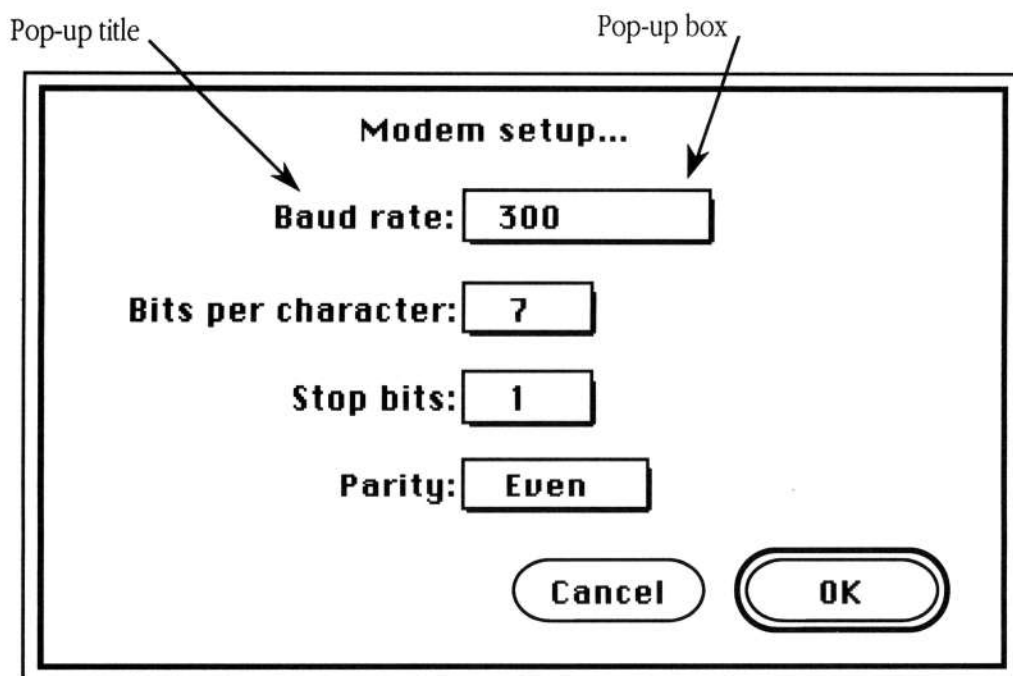 Pop-up title
Pop-up box
Modem setup...
Baud rate: 300
Bits per character: 7
Stop bits: 1
Parity: Even
Cancel
OK